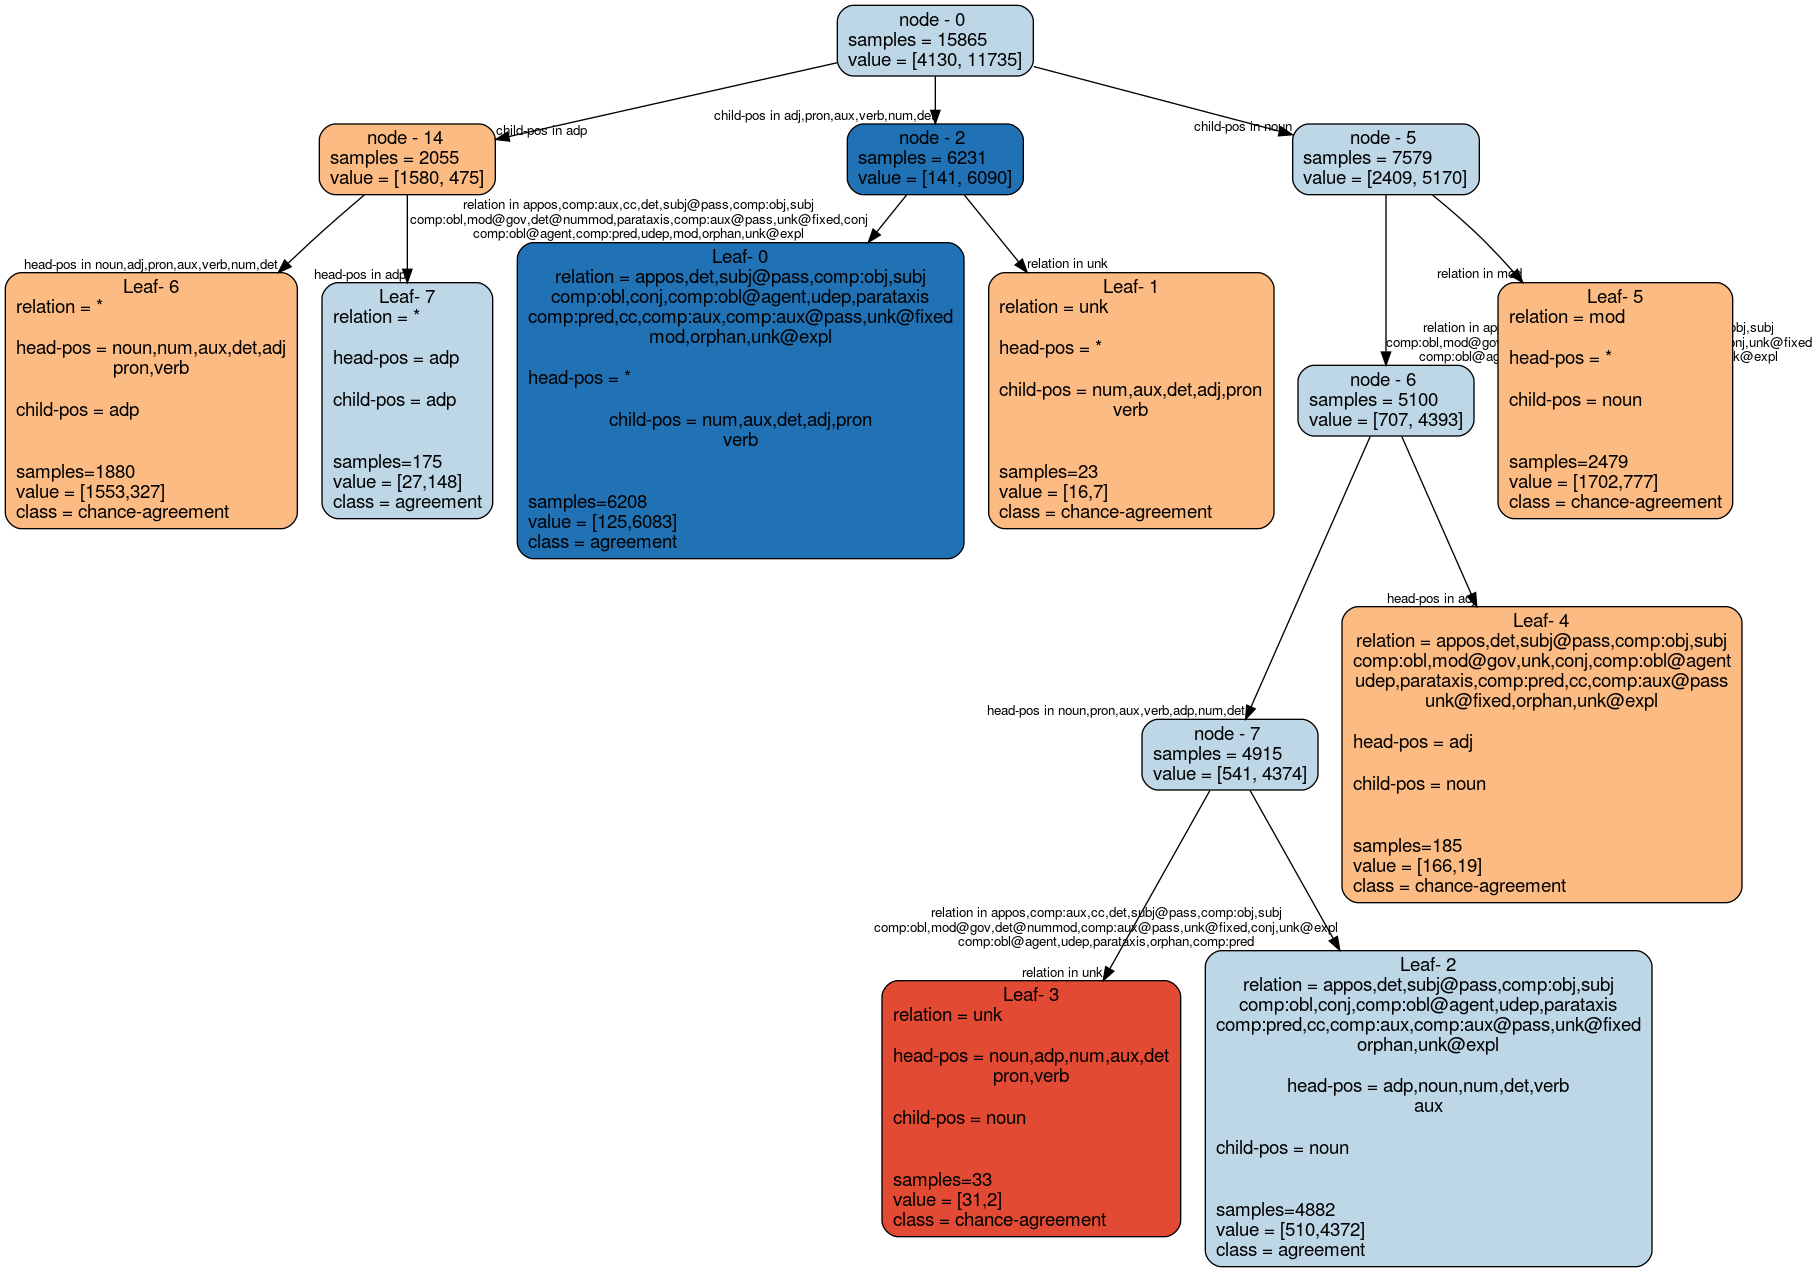 node - 0
samples = 15865
value = [4130, 11735]
child-pos in adp
child-pos in adj,pron,aux,verb,num,det
child-pos in noun
node - 14
samples = 2055
value = [1580, 475]
node - 2
samples = 6231
value = [141, 6090]
node - 5
samples = 7579
value = [2409, 5170]
head-pos in noun,adj,pron,aux,verb,num,det
head-pos in adp
relation in appos,comp:aux,cc,det,subj@pass,comp:obj,subj
comp:obl,mod@gov,det@nummod,parataxis,comp:aux@pass,unk@fixed,conj
comp:obl@agent,comp:pred,udep,mod,orphan,unk@expl
relation in unk
relation in mod
Leaf- 6
relation = *
head-pos = noun,num,aux,det,adj
pron,verb
child-pos = adp
samples=1880
value = [1553,327]
class = chance-agreement
Leaf- 7
relation = *
head-pos = adp
child-pos = adp
samples=175
value = [27,148]
class = agreement
Leaf- 0
relation = appos,det,subj@pass,comp:obj,subj
comp:obl,conj,comp:obl@agent,udep,parataxis
comp:pred,cc,comp:aux,comp:aux@pass,unk@fixed
mod,orphan,unk@expl
head-pos = *
child-pos = num,aux,det,adj,pron
verb
samples=6208
value = [125,6083]
class = agreement
Leaf- 1
relation = unk
head-pos = *
child-pos = num,aux,det,adj,pron
verb
samples=23
value = [16,7]
class = chance-agreement
relation in
obj,subj
comp:obl,mod@gov
unk@fixed
Leaf- 5
relation = mod
head-pos = *
child-pos = noun
samples=2479
value = [1702,777]
class = chance-agreement
node - 6
samples = 5100
value = [707, 4393]
head-pos in noun,pron,aux,verb,adp,num,det
head-pos in adj
node - 7
samples = 4915
value = [541, 4374]
Leaf- 4
relation = appos,det,subj@pass,comp:obj,subj
comp:obl,mod@gov,unk,conj,comp:obl@agent
udep,parataxis,comp:pred,cc,comp:aux@pass
unk@fixed,orphan,unk@expl
head-pos = adj
child-pos = noun
samples=185
value = [166,19]
class = chance-agreement
relation in appos,comp:aux,cc,det,subj@pass,comp:obj,subj
comp:obl,mod@gov,det@nummod,comp:aux@pass,unk@fixed,conj,unk@expl
comp:obl@agent,udep,parataxis,orphan,comp:pred
relation in unk
Leaf- 3
relation = unk
head-pos = noun,adp,num,aux,det
pron,verb
child-pos = noun
samples=33
value = [31,2]
class = chance-agreement
Leaf- 2
relation = appos,det,subj@pass,comp:obj,subj
comp:obl,conj,comp:obl@agent,udep,parataxis
comp:pred,cc,comp:aux,comp:aux@pass,unk@fixed
orphan,unk@expl
head-pos = adp,noun,num,det,verb
aux
child-pos = noun
samples=4882
value = [510,4372]
class = agreement